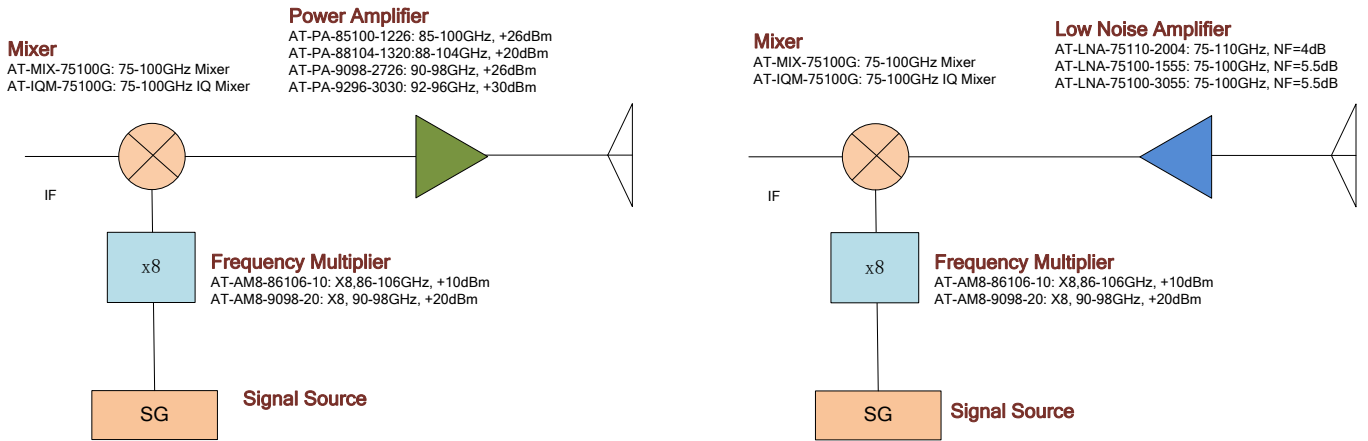 Power Amplifier
AT-PA-85100-1226: 85-100GHz, +26dBm
AT-PA-88104-1320:88-104GHz, +20dBm
AT-PA-9098-2726: 90-98GHz, +26dBm
AT-PA-9296-3030: 92-96GHz, +30dBm
Mixer
AT-MIX-75100G: 75-100GHz Mixer
AT-IQM-75100G: 75-100GHz IQ Mixer
IF
x8
Frequency Multiplier
AT-AM8-86106-10: X8,86-106GHz, +10dBm
AT-AM8-9098-20: X8, 90-98GHz, +20dBm
SG
Signal Source
Low Noise Amplifier
AT-LNA-75110-2004: 75-110GHz, NF=4dB
AT-LNA-75100-1555: 75-100GHz, NF=5.5dB
AT-LNA-75100-3055: 75-100GHz, NF=5.5dB
Mixer
AT-MIX-75100G: 75-100GHz Mixer
AT-IQM-75100G: 75-100GHz IQ Mixer
IF
x8
Frequency Multiplier
AT-AM8-86106-10: X8,86-106GHz, +10dBm
AT-AM8-9098-20: X8, 90-98GHz, +20dBm
SG
Signal Source